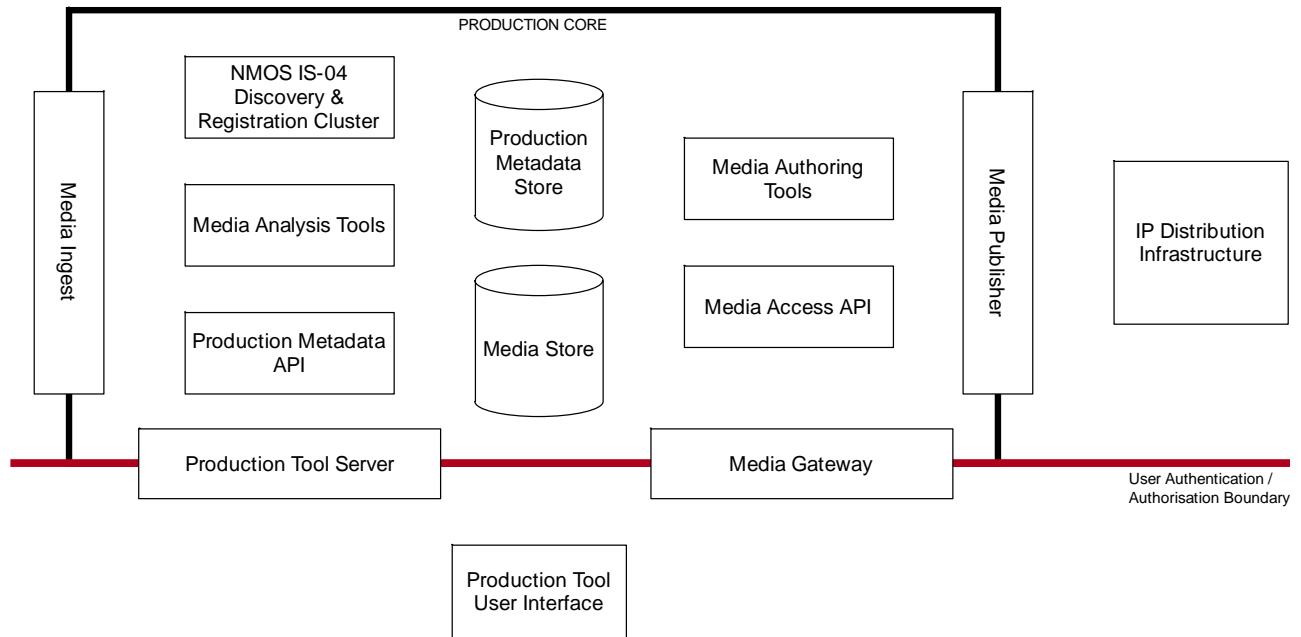 PRODUCTION CORE
NMOS IS-04
Discovery &
Registration Cluster
Production
Metadata
Store
Media Authoring
Tools
Media Ingest
Media Analysis Tools
Media Publisher
IP Distribution
Infrastructure
Production Metadata
API
Media Store
Media Access API
Production Tool Server
Media Gateway
User Authentication /
Authorisation Boundary
Production Tool
User Interface